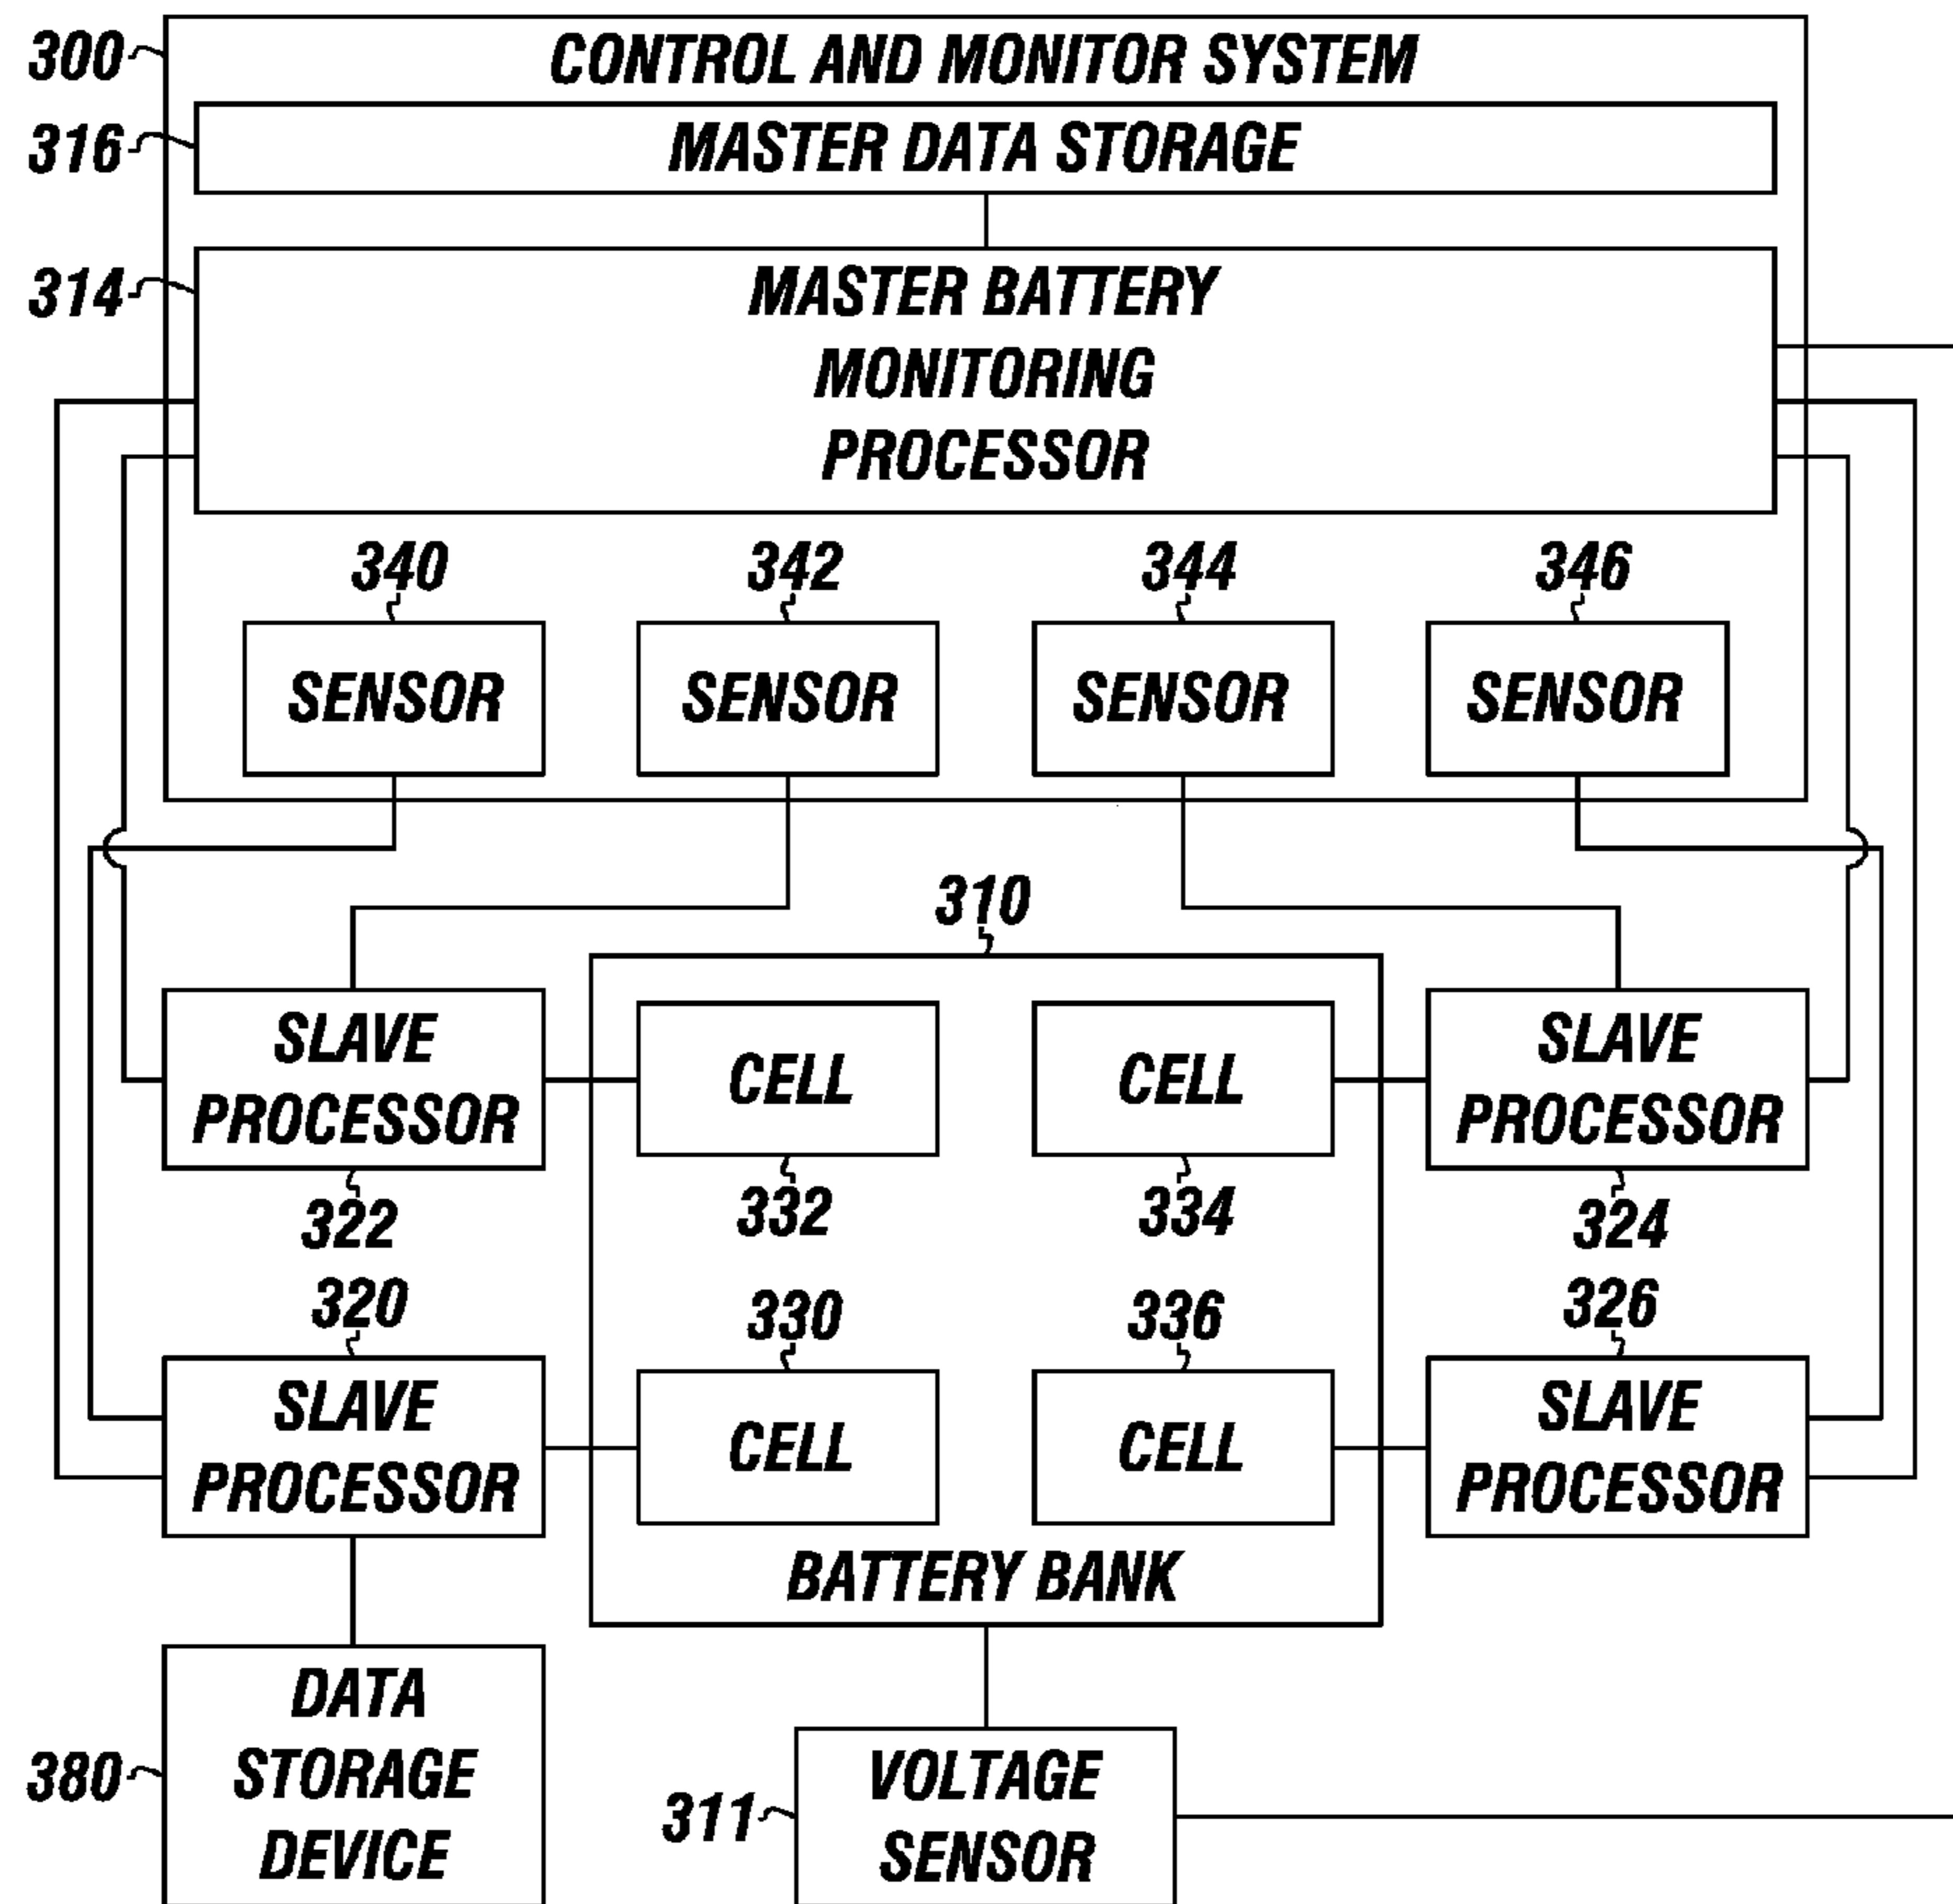 300
CONTROL AND MONITOR SYSTEM
316
MASTER DATA STORAGE
314
MASTER BATTERY
MONITORING
PROCESSOR
340
342
344
346
SENSOR
SENSOR
SENSOR
SENSOR
310
SLAVE
PROCESSOR
CELL
CELL
SLAVE
PROCESSOR
322
332
334
324
320
330
336
326
SLAVE
PROCESSOR
CELL
CELL
SLAVE
PROCESSOR
BATTERY BANK
380
DATA
STORAGE
DEVICE
311
VOLTAGE
SENSOR